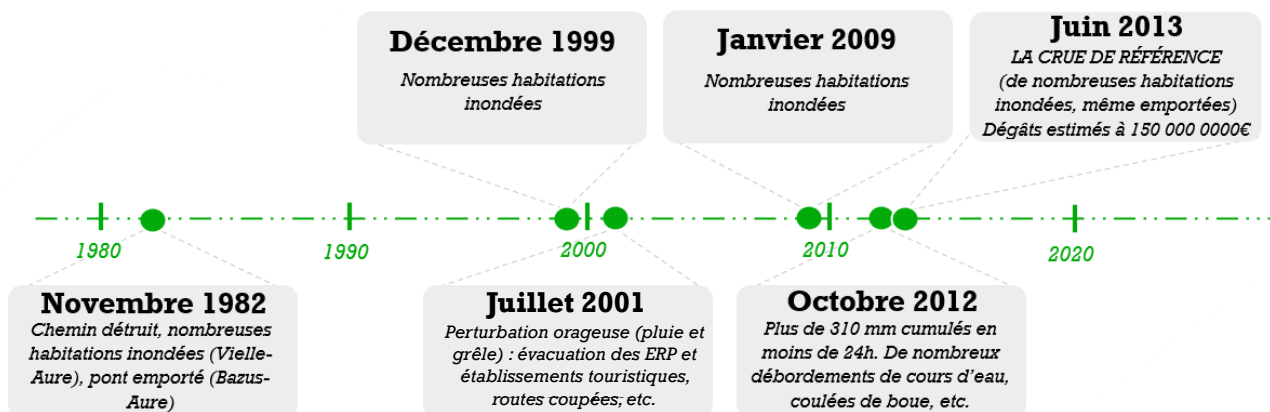 Décembre 1999
Nombreuses habitations
inondées
Janvier 2009
Nombreuses habitations
inondées
Juin 2013
LA CRUE DE RÉFÉRENCE
(de nombreuses habitations
inondées, même emportées)
Dégâts estimés à 150 000 0000€
1980
1990
2000
2010
2020
Novembre 1982
Chemin détruit, nombreuses
habitations inondées (Vielle-
Aure), pont emporté (Bazus-
Aure)
Juillet 2001
Perturbation orageuse (pluie et
grêle) : évacuation des ERP et
établissements touristiques,
routes coupées, etc.
Octobre 2012
Plus de 310 mm cumulés en
moins de 24h. De nombreux
débordements de cours d'eau,
coulées de boue, etc.